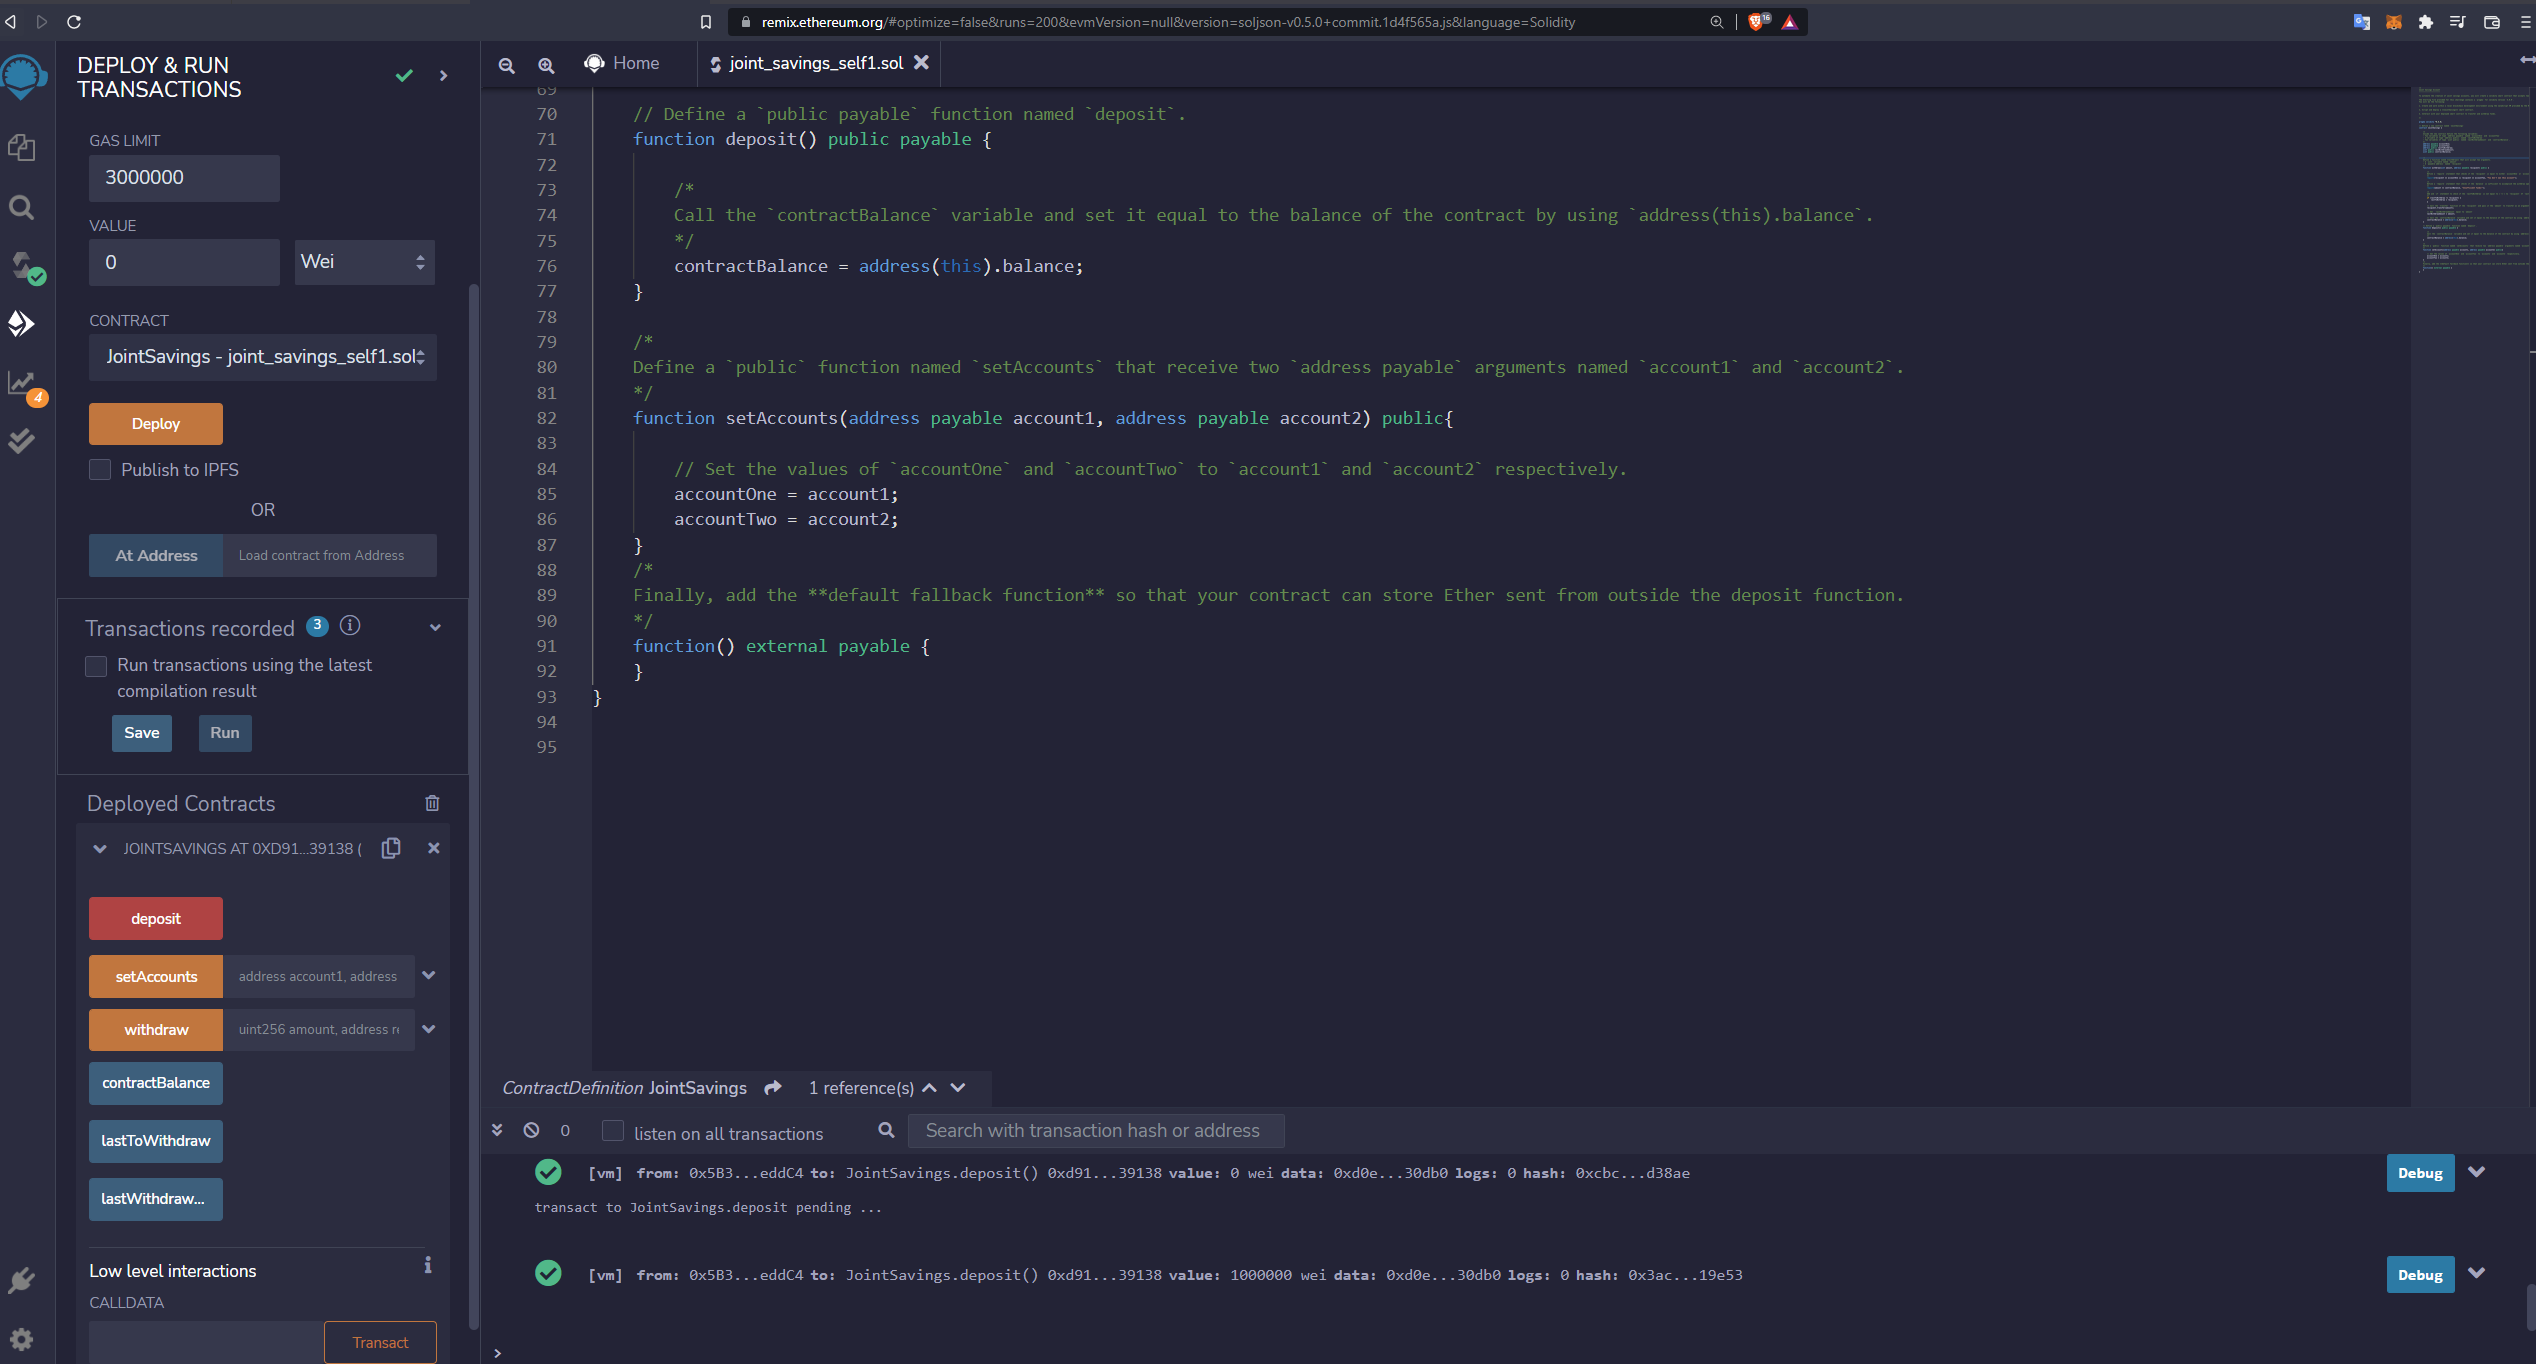 remix.ethereum.org/#optimize=false&runs=200&evmVersion=null&version=soljson-v0.5.0+commit.1d4f565a.js&language=Solidity
16
DEPLOY & RUN
TRANSACTIONS
GAS LIMIT
3000000
VALUE
0
Wei
CONTRACT
JointSavings - joint_savings_self1.sol
Deploy
Publish to IPFS
OR
At Address
Load contract from Address
Transactions recorded 3
Run transactions using the latest
compilation result
Save
Run
Deployed Contracts
JOINTSAVINGS AT 0XD91...39138 (
deposit
setAccounts
address account1, address
withdraw
uint256 amount, address re
contractBalance
lastToWithdraw
lastWithdraw...
Low level interactions
CALLDATA
Transact
4
Home
joint_savings_self1.sol
69
70 // Define a `public payable` function named `deposit`.
71 function deposit() public payable {
72
73 /*
74 Call the `contractBalance` variable and set it equal to the balance of the contract by using `address(this).balance`.
75 */
76 contractBalance = address(this).balance;
77 }
78
79 /*
80 Define a `public` function named `setAccounts` that receive two `address payable` arguments named `account1` and `account2`.
81 */
82 function setAccounts(address payable account1, address payable account2) public{
83
84 // Set the values of `accountOne` and `accountTwo` to `account1` and `account2` respectively.
85 accountOne = account1;
86 accountTwo = account2;
87 }
88 /*
89 Finally, add the **default fallback function** so that your contract can store Ether sent from outside the deposit function.
90 */
91 function() external payable {
92 }
93 }
94
95
ContractDefinition JointSavings 1 reference(s)
0
listen on all transactions
Search with transaction hash or address
[vm] from: 0x5B3...eddC4 to: JointSavings.deposit() 0xd91...39138 value: 0 wei data: 0xd0e...30db0 logs: 0 hash: 0xcbc...d38ae
Debug
transact to JointSavings.deposit pending ...
[vm] from: 0x5B3...eddC4 to: JointSavings.deposit() 0xd91...39138 value: 1000000 wei data: 0xd0e...30db0 logs: 0 hash: 0x3ac...19e53
Debug
>